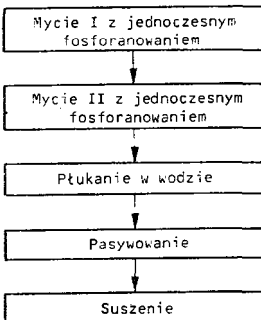 Mycie I z jednoczesnym
fosforanowaniem
Mycie II z jednoczesnym
fosforanowaniem
Płukanie w wodzie
Pasywowanie
Suszenie